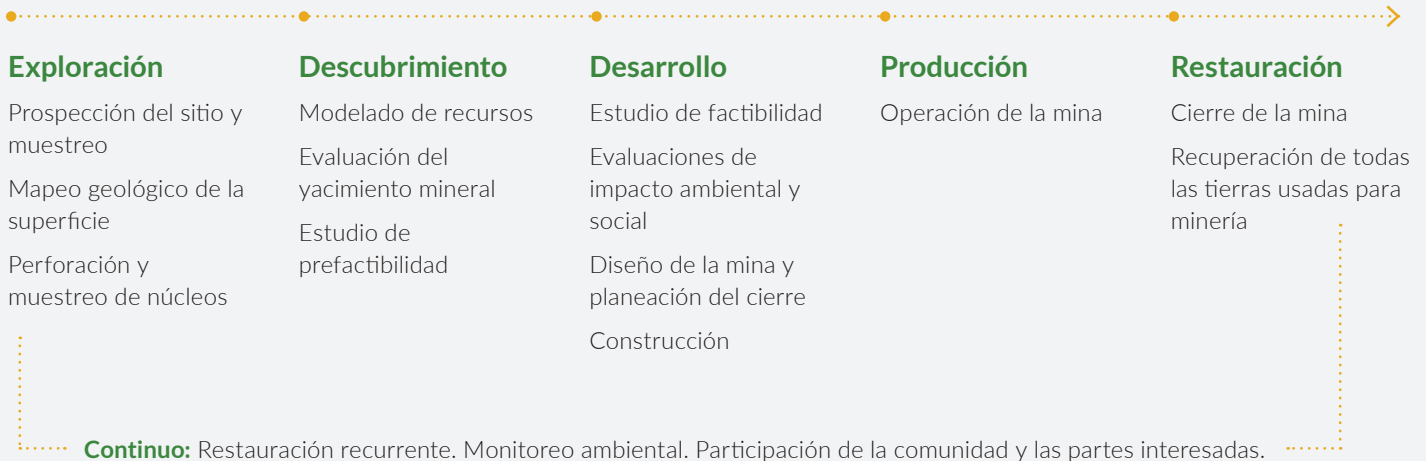 Exploración
Prospección del sitio y
muestreo
Mapeo geológico de la
superficie
Perforación y
muestreo de núcleos
Descubrimiento
Modelado de recursos
Evaluación del
yacimiento mineral
Estudio de
prefactibilidad
Desarrollo
Estudio de factibilidad
Evaluaciones de
impacto ambiental y
social
Diseño de la mina y
planeación del cierre
Construcción
Producción
Operación de la mina
Restauración
Cierre de la mina
Recuperación de todas
las tierras usadas para
minería
Continuo: Restauración recurrente. Monitoreo ambiental. Participación de la comunidad y las partes interesadas.